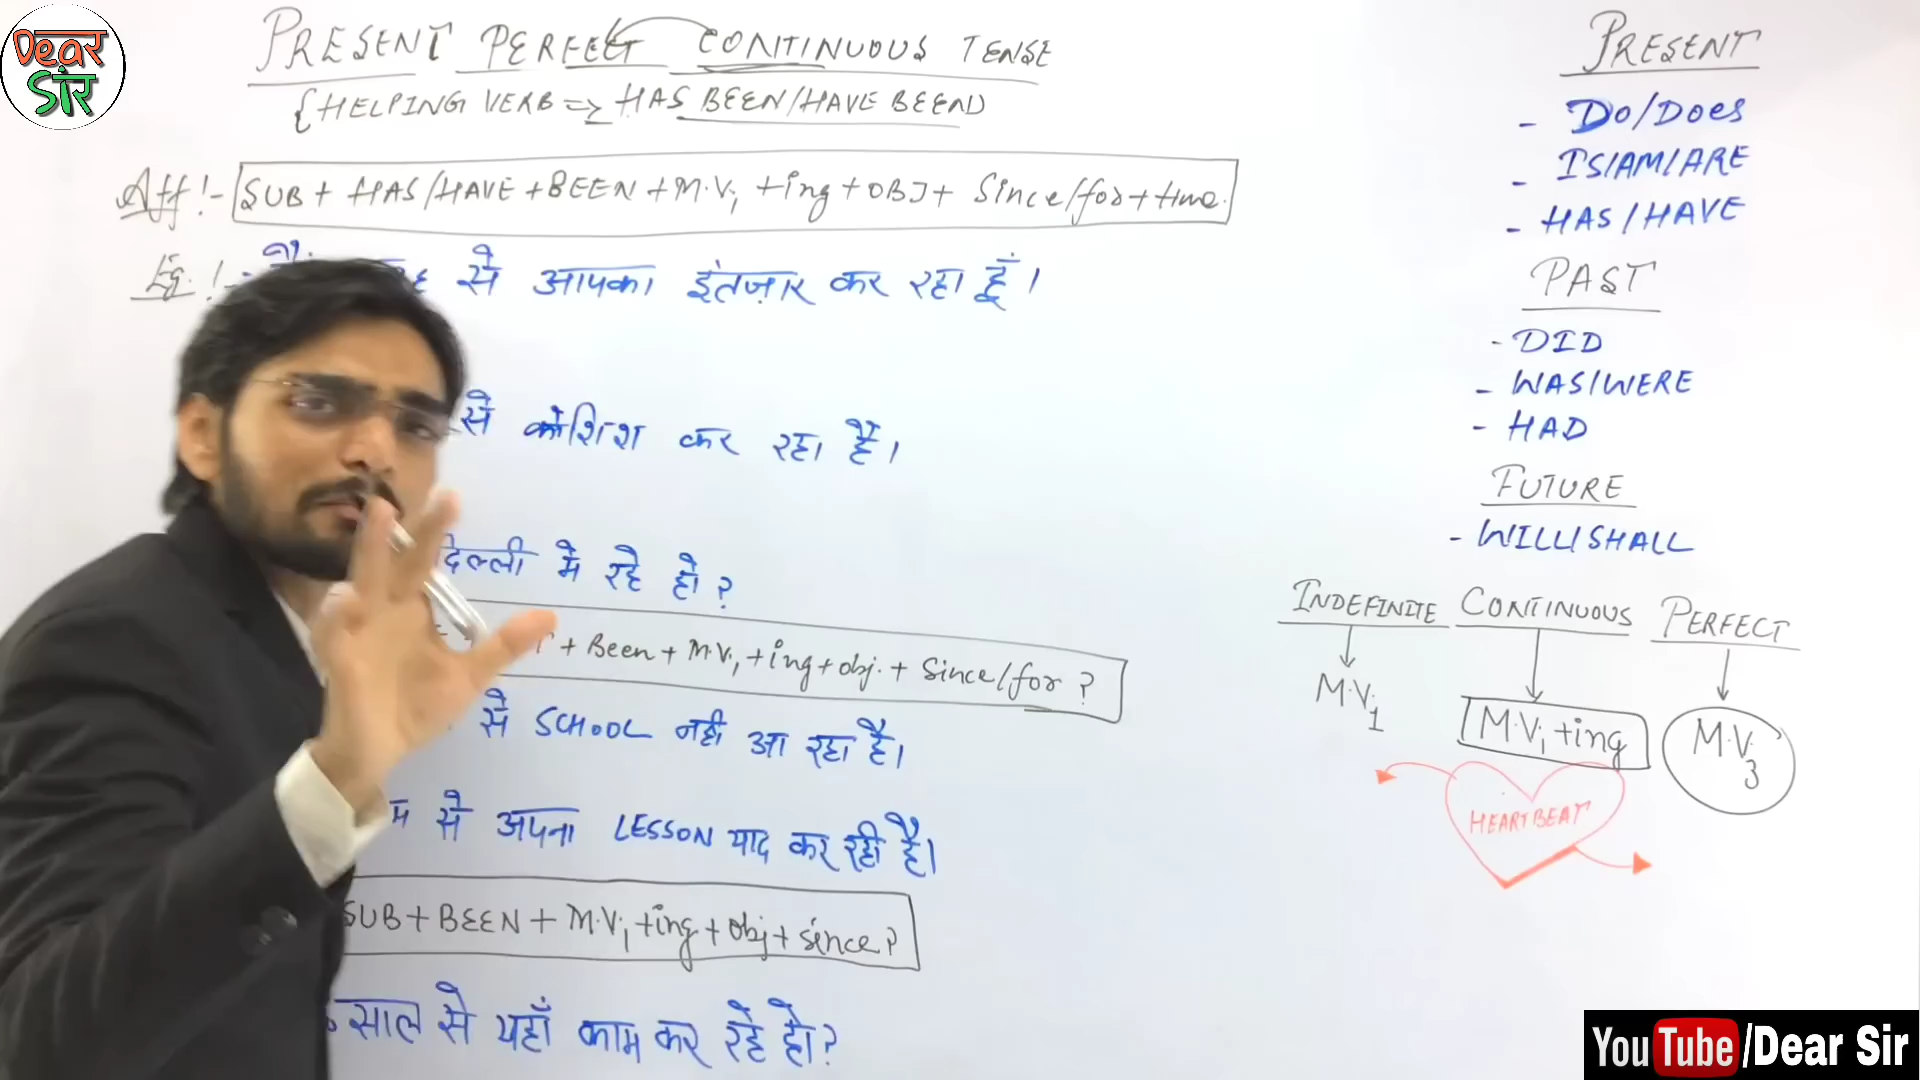 Dear Sir
PRESENT PERFECT CONTINUOUS TENSE
{HELPING VERB => HAS BEEN/HAVE BEEN}
Aff!- SUB + HAS/HAVE + BEEN + M.V₁ + ing + OBJ + Since/for + time.
Eg.!- से आपका इंतज़ार कर रहा हूँ।
से कोशिश कर रहा है।
दिल्ली मे रहे हो?
+ Been + M.V₁ + ing + obj. + Since/for ?
से SCHOOL नही आ रहा है।
से अपना LESSON याद कर रही है।
SUB + BEEN + M.V₁ + ing + obj + since?
साल से यहाँ काम कर रहे हो?
PRESENT
- Do/Does
- IS/AM/ARE
- HAS/HAVE
PAST
- DID
- WAS/WERE
- HAD
FUTURE
- WILL/SHALL
INDEFINITE CONTINUOUS PERFECT
M.V₁ M.V₁+ing M.V₃
HEARTBEAT
YouTube/Dear Sir